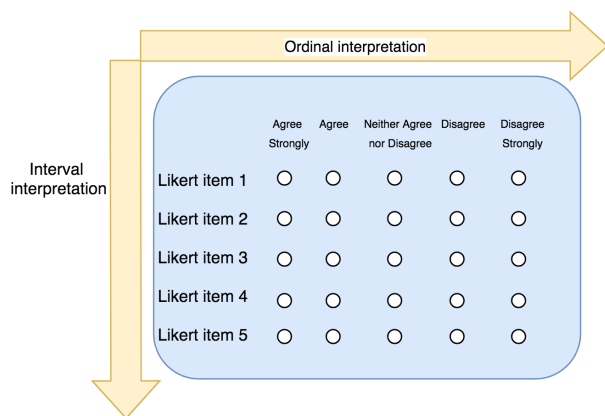 Ordinal interpretation
Interval
interpretation
Agree Strongly
Agree
Neither Agree nor Disagree
Disagree
Disagree Strongly
Likert item 1
Likert item 2
Likert item 3
Likert item 4
Likert item 5